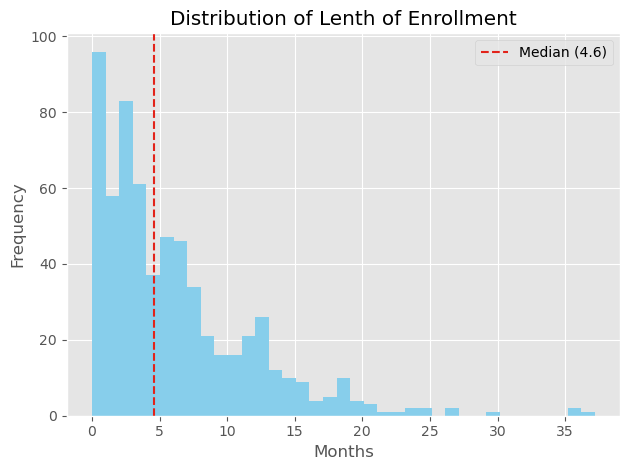 Distribution of Lenth of Enrollment
Median (4.6)
Frequency
100
80
60
40
20
0
0 5 10 15 20 25 30 35
Months